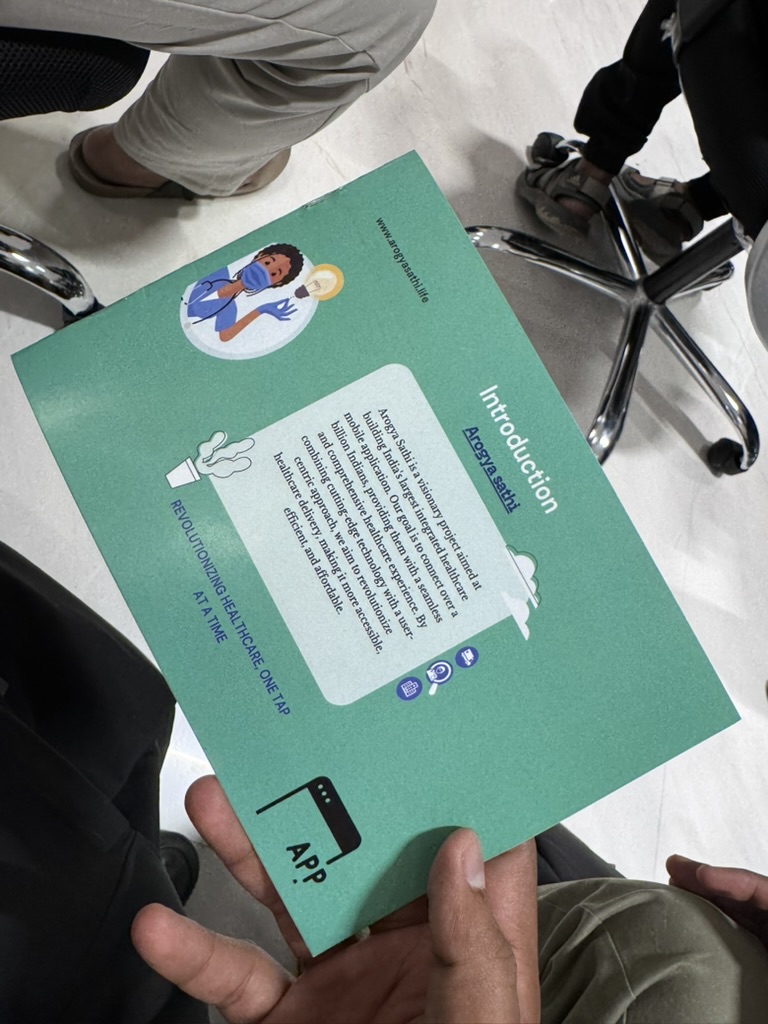 www.arogyasathi.life
Introduction
Arogya sathi
Arogya Sathi is a visionary project aimed at
building India's largest integrated healthcare
mobile application. Our goal is to connect over a
billion Indians, providing them with a seamless
and comprehensive healthcare experience. By
combining cutting-edge technology with a user-
centric approach, we aim to revolutionize
healthcare delivery, making it more accessible,
efficient, and affordable.
REVOLUTIONIZING HEALTHCARE, ONE TAP
AT A TIME
APP